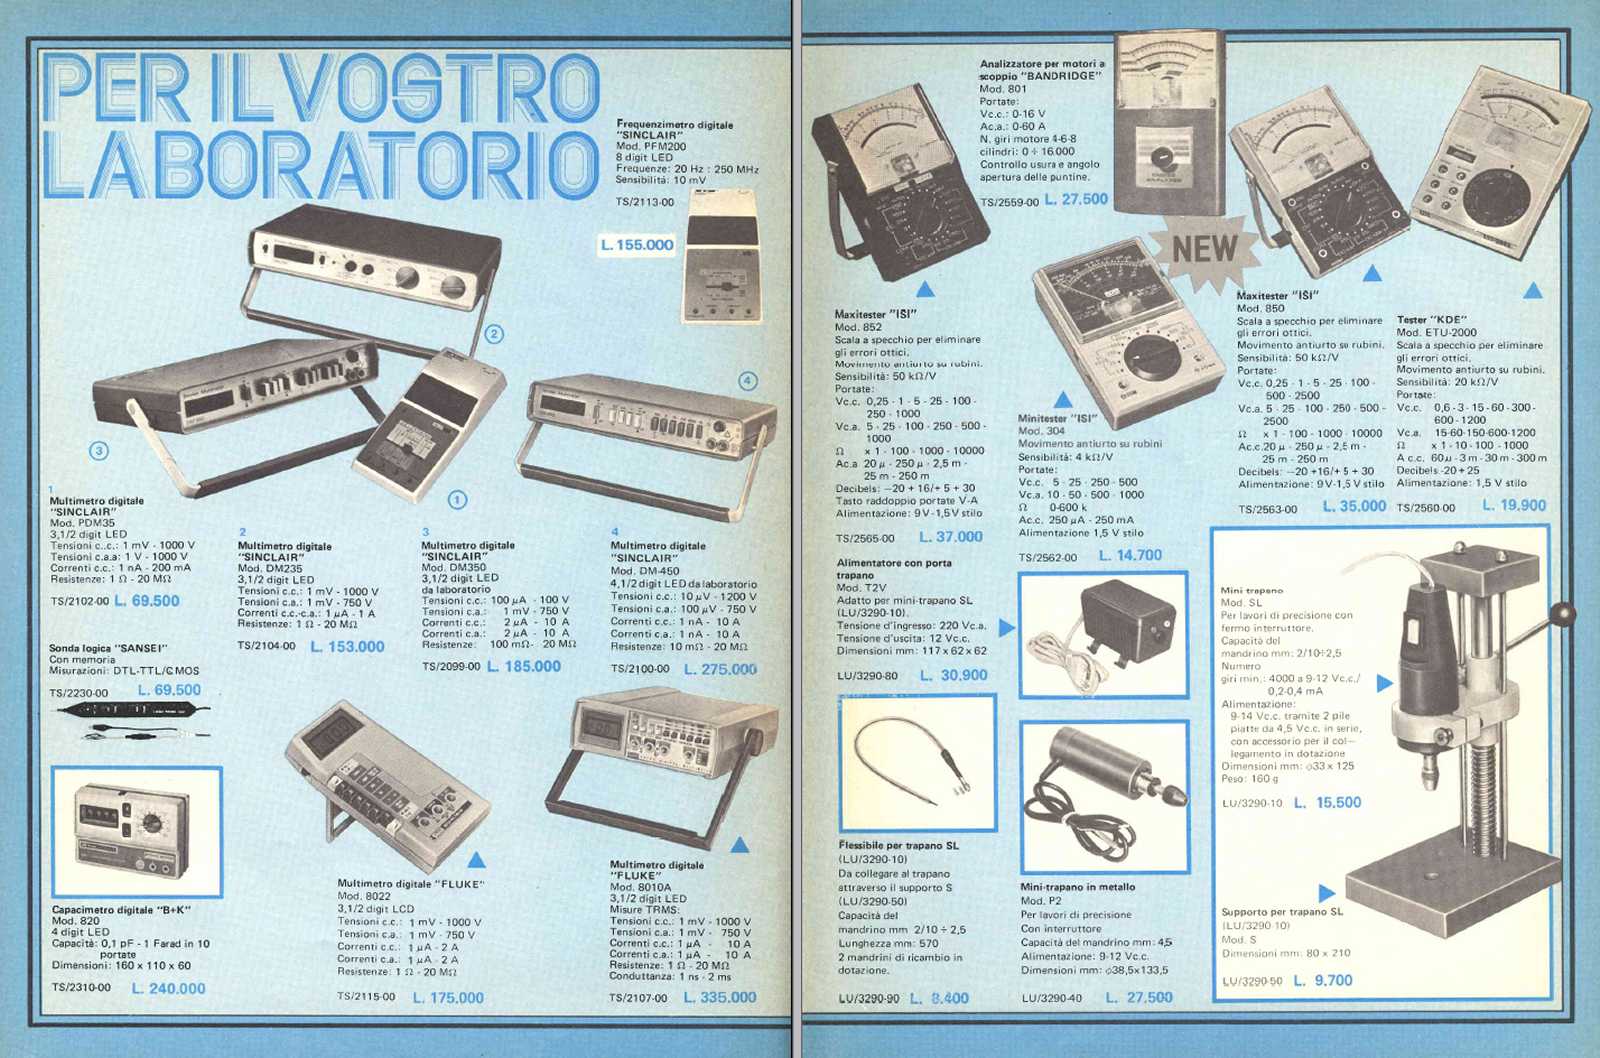 PER IL VOSTRO
LABORATORIO
Frequenzimetro digitale
"SINCLAIR"
Mod. PFM200
8 digit LED
Frequenze: 20 Hz : 250 MHz
Sensibilità: 10 mV
TS/2113-00
L. 155.000
2
3
4
1
1
Multimetro digitale
"SINCLAIR"
Mod. PDM35
3,1/2 digit LED
Tensioni c.c.: 1 mV - 1000 V
Tensioni c.a.a: 1 V - 1000 V
Correnti c.c.: 1 nA - 200 mA
Resistenze: 1 Ω - 20 MΩ
TS/2102-00 L. 69.500
2
Multimetro digitale
"SINCLAIR"
Mod. DM235
3,1/2 digit LED
Tensioni c.c.: 1 mV - 1000 V
Tensioni c.a.: 1 mV - 750 V
Correnti c.c.-c.a.: 1 µA - 1 A
Resistenze: 1 Ω - 20 MΩ
TS/2104-00 L. 153.000
3
Multimetro digitale
"SINCLAIR"
Mod. DM350
3,1/2 digit LED
da laboratorio
Tensioni c.c.: 100 µA - 100 V
Tensioni c.a.: 1 mV - 750 V
Correnti c.c.: 2 µA - 10 A
Correnti c.a.: 2 µA - 10 A
Resistenze: 100 mΩ - 20 MΩ
TS/2099-00 L. 185.000
4
Multimetro digitale
"SINCLAIR"
Mod. DM-450
4,1/2 digit LED da laboratorio
Tensioni c.c.: 10 µV - 1200 V
Tensioni c.a.: 100 µV - 750 V
Correnti c.c.: 1 nA - 10 A
Correnti c.a.: 1 nA - 10 A
Resistenze: 10 mΩ - 20 MΩ
TS/2100-00 L. 275.000
Sonda logica "SANSEI"
Con memoria
Misurazioni: DTL-TTL/CMOS
TS/2230-00 L. 69.500
Capacimetro digitale "B+K"
Mod. 820
4 digit LED
Capacità: 0,1 pF - 1 Farad in 10
portate
Dimensioni: 160 x 110 x 60
TS/2310-00 L. 240.000
Multimetro digitale "FLUKE"
Mod. 8022
3,1/2 digit LCD
Tensioni c.c.: 1 mV - 1000 V
Tensioni c.a.: 1 mV - 750 V
Correnti c.c.: 1 µA - 2 A
Correnti c.a.: 1 µA - 2 A
Resistenze: 1 Ω - 20 MΩ
TS/2115-00 L. 175.000
Multimetro digitale
"FLUKE"
Mod. 8010A
3,1/2 digit LED
Misure TRMS:
Tensioni c.c.: 1 mV - 1000 V
Tensioni c.a.: 1 mV - 750 V
Correnti c.c.: 1 µA - 10 A
Correnti c.a.: 1 µA - 10 A
Resistenze: 1 Ω - 20 MΩ
Conduttanza: 1 ns - 2 ms
TS/2107-00 L. 335.000
Analizzatore per motori a
scoppio "BANDRIDGE"
Mod. 801
Portate:
Vc.c.: 0-16 V
Ac.a.: 0-60 A
N. giri motore 4-6-8
cilindri: 0 ÷ 16.000
Controllo usura e angolo
apertura delle puntine.
TS/2559-00 L. 27.500
NEW
Maxitester "ISI"
Mod. 852
Scala a specchio per eliminare
gli errori ottici.
Movimento antiurto su rubini.
Sensibilità: 50 kΩ/V
Portate:
Vc.c. 0,25 - 1 - 5 - 25 - 100 -
250 - 1000
Vc.a. 5 - 25 - 100 - 250 - 500 -
1000
Ω x 1 - 100 - 1000 - 10000
Ac.a 20 µ - 250 µ - 2,5 m -
25 m - 250 m
Decibels: -20 + 16/+ 5 + 30
Tasto raddoppio portate V-A
Alimentazione: 9V-1,5V stilo
TS/2565-00 L. 37.000
Minitester "ISI"
Mod. 304
Movimento antiurto su rubini
Sensibilità: 4 kΩ/V
Portate:
Vc.c. 5 - 25 - 250 - 500
Vc.a. 10 - 50 - 500 - 1000
Ω 0-600 k
Ac.c. 250 µA - 250 mA
Alimentazione 1,5 V stilo
TS/2562-00 L. 14.700
Maxitester "ISI"
Mod. 850
Scala a specchio per eliminare
gli errori ottici.
Movimento antiurto su rubini.
Sensibilità: 50 kΩ/V
Portate:
Vc.c. 0,25 - 1 - 5 - 25 - 100 -
500 - 2500
Vc.a. 5 - 25 - 100 - 250 - 500 -
2500
Ω x 1 - 100 - 1000 - 10000
Ac.c. 20 µ - 250 µ - 2,5 m -
25 m - 250 m
Decibels: -20 +16/+ 5 + 30
Alimentazione: 9V-1,5 V stilo
TS/2563-00 L. 35.000
Tester "KDE"
Mod. ETU-2000
Scala a specchio per eliminare
gli errori ottici.
Movimento antiurto su rubini.
Sensibilità: 20 kΩ/V
Portate:
Vc.c. 0,6 - 3 - 15 - 60 - 300 -
600 - 1200
Vc.a. 15-60-150-600-1200
Ω x 1 - 10 - 100 - 1000
A c.c. 60µ - 3 m - 30 m - 300 m
Decibels -20 + 25
Alimentazione: 1,5 V stilo
TS/2560-00 L. 19.900
Alimentatore con porta
trapano
Mod. T2V
Adatto per mini-trapano SL
(LU/3290-10).
Tensione d'ingresso: 220 Vc.a.
Tensione d'uscita: 12 Vc.c.
Dimensioni mm: 117 x 62 x 62
LU/3290-80 L. 30.900
Flessibile per trapano SL
(LU/3290-10)
Da collegare al trapano
attraverso il supporto S
(LU/3290-50)
Capacità del
mandrino mm 2/10 ÷ 2,5
Lunghezza mm: 570
2 mandrini di ricambio in
dotazione.
LU/3290-90 L. 8.400
Mini-trapano in metallo
Mod. P2
Per lavori di precisione
Con interruttore
Capacità del mandrino mm: 4,5
Alimentazione: 9-12 Vc.c.
Dimensioni mm: ϕ38,5x133,5
LU/3290-40 L. 27.500
Mini trapano
Mod. SL
Per lavori di precisione con
fermo interruttore.
Capacità del
mandrino mm: 2/10÷2,5
Numero
giri min.: 4000 a 9-12 Vc.c./
0,2-0,4 mA
Alimentazione:
9-14 Vc.c. tramite 2 pile
piatte da 4,5 Vc.c. in serie,
con accessorio per il col-
legamento in dotazione
Dimensioni mm: ϕ33 x 125
Peso: 160 g
LU/3290-10 L. 15.500
Supporto per trapano SL
(LU/3290 10)
Mod. S
Dimensioni mm: 80 x 210
LU/3290-50 L. 9.700